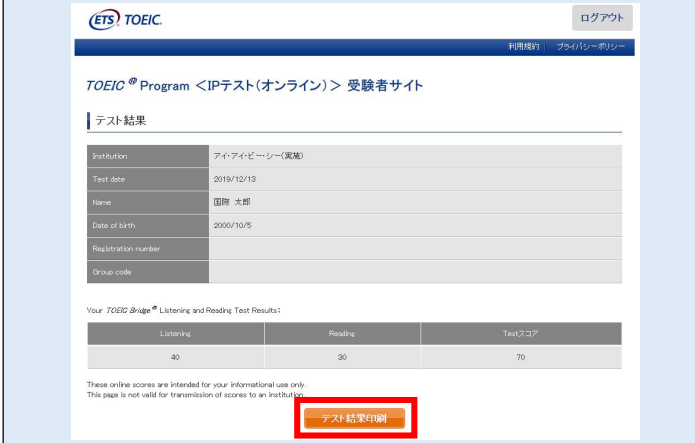 ETS TOEIC.
ログアウト
利用規約 | プライバシーポリシー
TOEIC ® Program <IPテスト(オンライン)> 受験者サイト
テスト結果
Institution アイ・アイ・ビー・シー(実施)
Test date 2019/12/13
Name 国際 太郎
Date of birth 2000/10/5
Registration number
Group code
Your TOEIC Bridge ® Listening and Reading Test Results:
Listening Reading Testスコア
40 30 70
These online scores are intended for your informational use only.
This page is not valid for transmission of scores to an institution.
テスト結果印刷